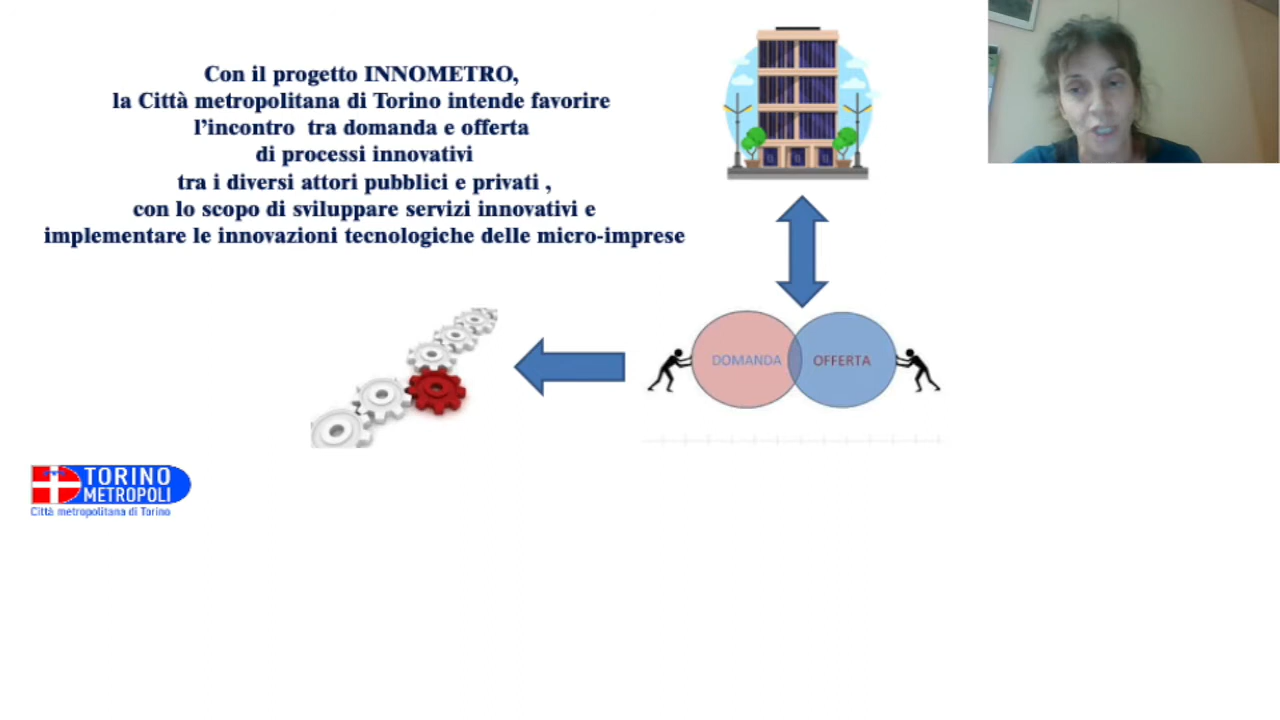 Con il progetto INNOMETRO,
la Città metropolitana di Torino intende favorire
l’incontro tra domanda e offerta
di processi innovativi
tra i diversi attori pubblici e privati ,
con lo scopo di sviluppare servizi innovativi e
implementare le innovazioni tecnologiche delle micro-imprese
DOMANDA
OFFERTA
TORINO
METROPOLI
Città metropolitana di Torino